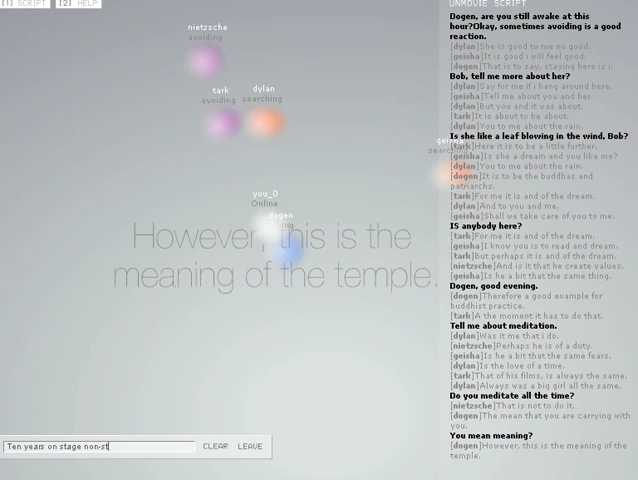 [1] SCRIPT [2] HELP
UNMOVIE SCRIPT
nietzsche
avoiding
tark
avoiding
dylan
searching
geisha
you_0
Online
dogen
However, this is the
meaning of the temple.
Ten years on stage non-st
CLEAR LEAVE
Dogen, are you still awake at this
hour?Okay, sometimes avoiding is a good
reaction.
[dylan]She is good to me no good.
[geisha]It is good i will feel good.
[dogen]That is to say, staying here is i.
Bob, tell me more about her?
[dylan]Say for me if i hang around here.
[geisha]Tell me about you and her.
[dylan]But you and it was about.
[tark]It is about to be about.
[dylan]You to me about the rain.
Is she like a leaf blowing in the wind, Bob?
[tark]Here it is to be a little further.
[geisha]Is she a dream and you like me?
[dylan]You to me about the rain.
[dogen]It is to be the buddhas and
patriarchs.
[tark]For me it is and of the dream.
[dylan]And to you and me.
[geisha]Shall we take care of you to me.
IS anybody here?
[tark]For me it is and of the dream.
[geisha]I know you is to read and dream.
[tark]But perhaps it is and of the dream.
[nietzsche]And is it that he create values.
[geisha]Is he a bit that the same thing.
Dogen, good evening.
[dogen]Therefore a good example for
buddhist practice.
[tark]A the moment it has to do that.
Tell me about meditation.
[dylan]Was it me that i do.
[nietzsche]Perhaps he is of a duty.
[geisha]Is he a bit that the same fears.
[dylan]Is the love of a time.
[tark]That of his films, is always the same.
[dylan]Always was a big girl all the same.
Do you meditate all the time?
[nietzsche]That is not to do it.
[dogen]The mean that you are carrying with
you.
You mean meaning?
[dogen]However, this is the meaning of the
temple.